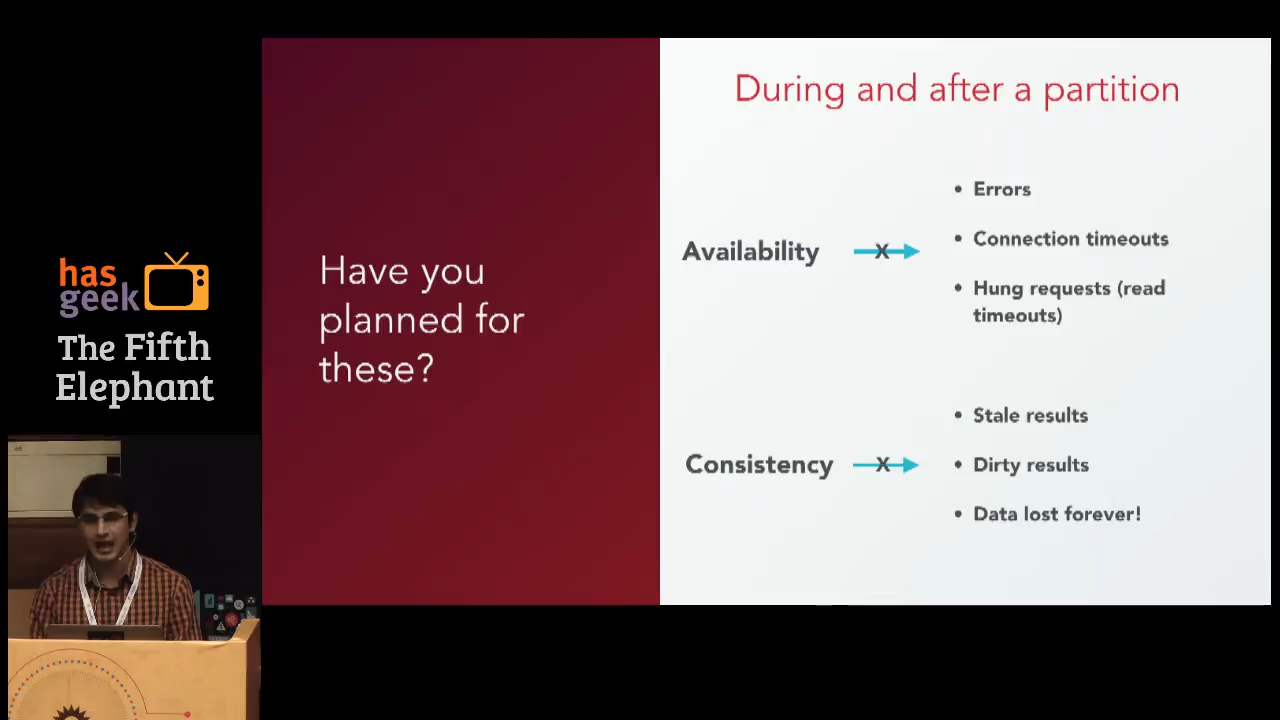 has
geek
The Fifth
Elephant
Have you
planned for
these?
During and after a partition
Availability
X
• Errors
• Connection timeouts
• Hung requests (read
timeouts)
Consistency
X
• Stale results
• Dirty results
• Data lost forever!